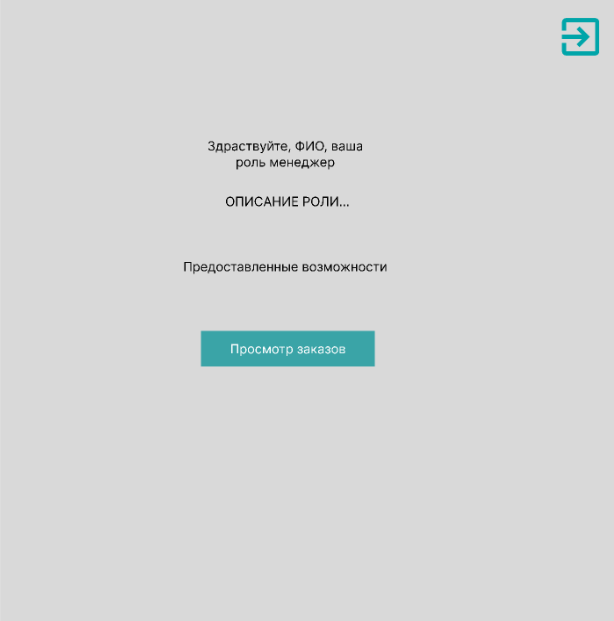 Здраствуйте, ФИО, ваша
роль менеджер
ОПИСАНИЕ РОЛИ...
Предоставленные возможности
Просмотр заказов